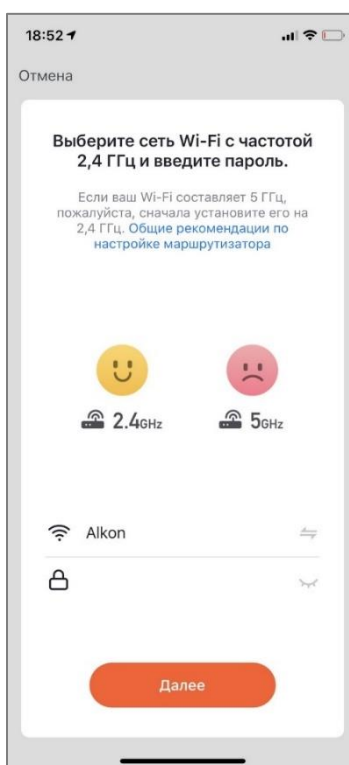 18:52
Отмена
Выберите сеть Wi-Fi с частотой
2,4 ГГц и введите пароль.
Если ваш Wi-Fi составляет 5 ГГц,
пожалуйста, сначала установите его на
2,4 ГГц. Общие рекомендации по
настройке маршрутизатора
2.4GHz 5GHz
Alkon
Далее